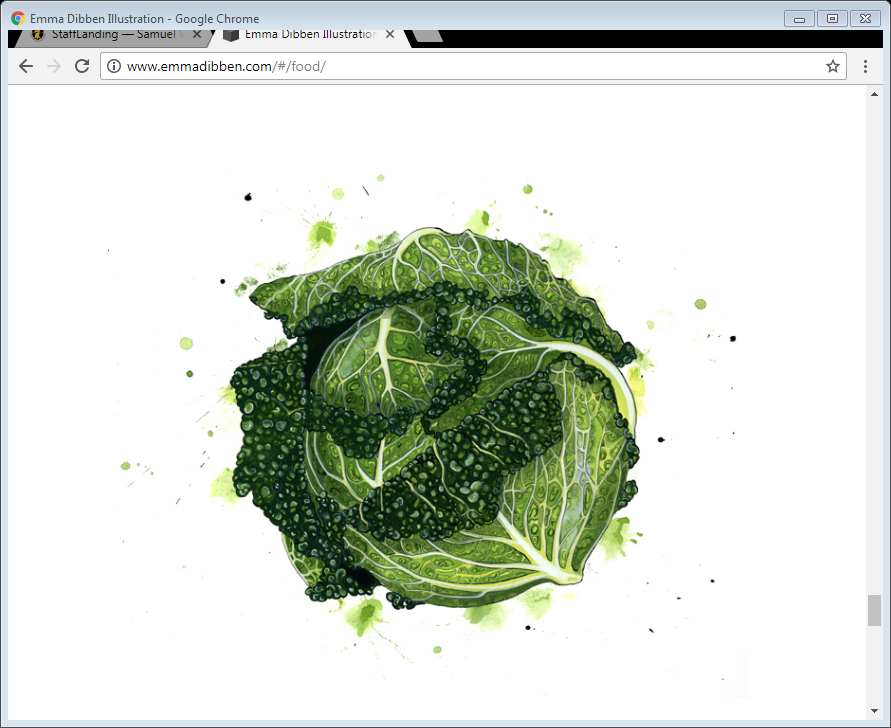 Emma Dibben Illustration - Google Chrome
StaffLanding — Samuel
Emma Dibben Illustration
www.emmadibben.com/#/food/